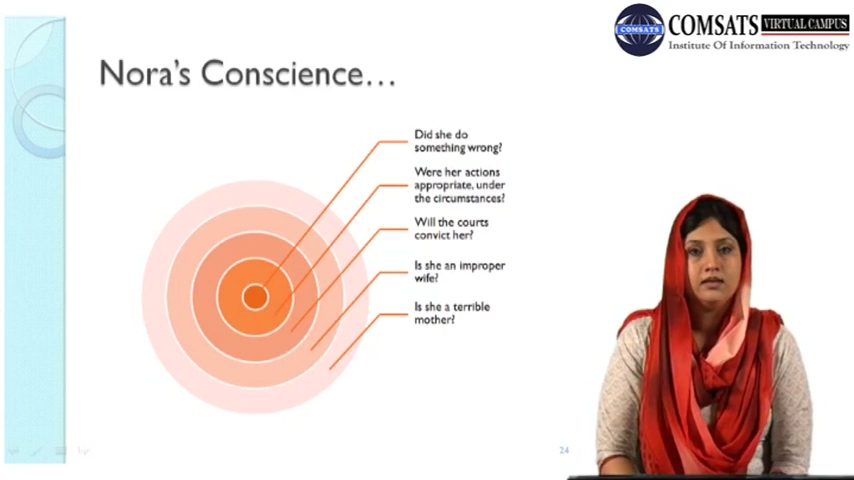 COMSATS VIRTUAL CAMPUS
COMSATS
Institute Of Information Technology
Nora's Conscience…
Did she do
something wrong?
Were her actions
appropriate, under
the circumstances?
Will the courts
convict her?
Is she an improper
wife?
Is she a terrible
mother?
24